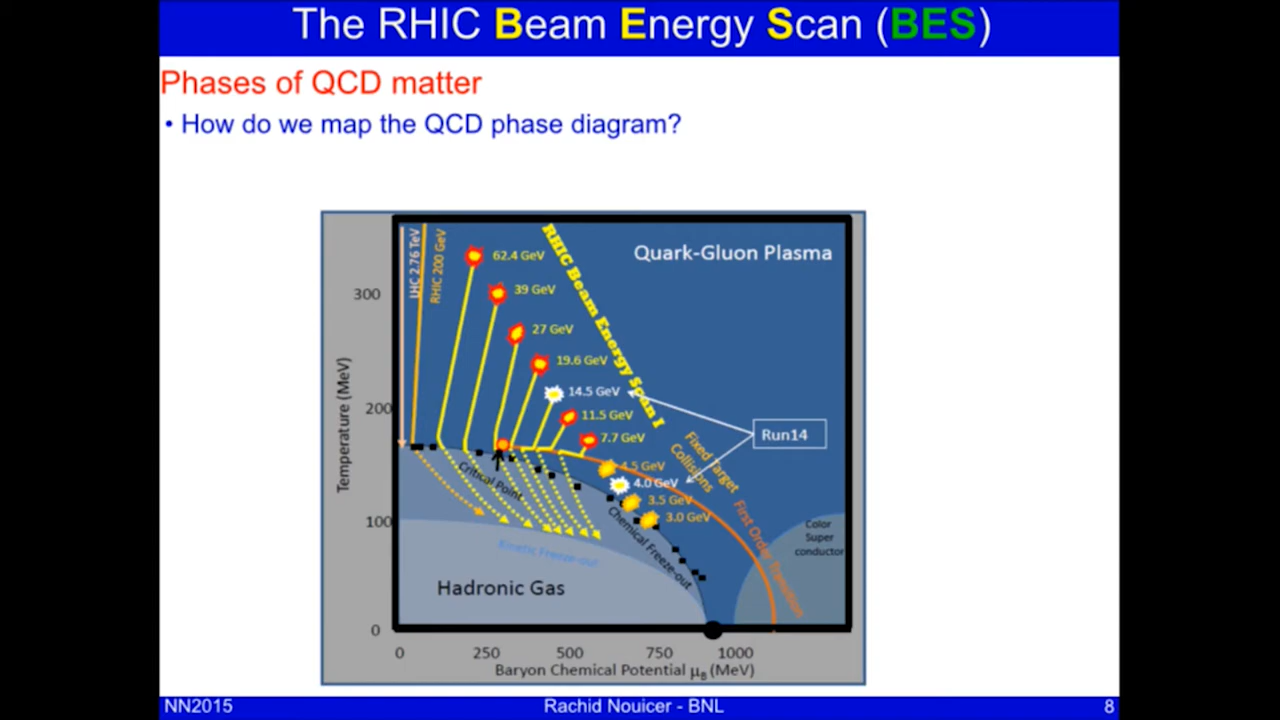 The RHIC Beam Energy Scan (BES)
Phases of QCD matter
• How do we map the QCD phase diagram?
LHC 2.76 TeV
RHIC 200 GeV
RHIC Beam Energy Scan I
Quark-Gluon Plasma
62.4 GeV
39 GeV
27 GeV
19.6 GeV
14.5 GeV
11.5 GeV
7.7 GeV
Run14
Fixed Target
Collisions
4.5 GeV
4.0 GeV
3.5 GeV
3.0 GeV
Critical Point
Chemical Freeze-out
Kinetic Freeze-out
First Order Transition
Color
Super
conductor
Hadronic Gas
Temperature (MeV)
300
200
100
0
0 250 500 750 1000
Baryon Chemical Potential μB (MeV)
NN2015 Rachid Nouicer - BNL 8